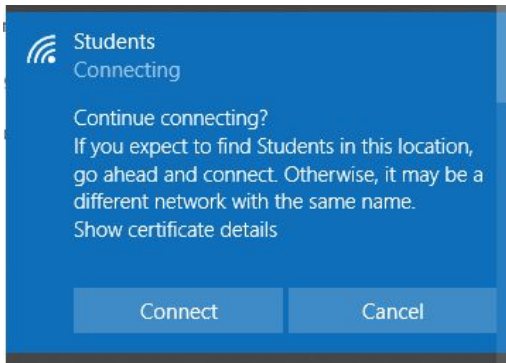 Students
Connecting
Continue connecting?
If you expect to find Students in this location,
go ahead and connect. Otherwise, it may be a
different network with the same name.
Show certificate details
Connect
Cancel